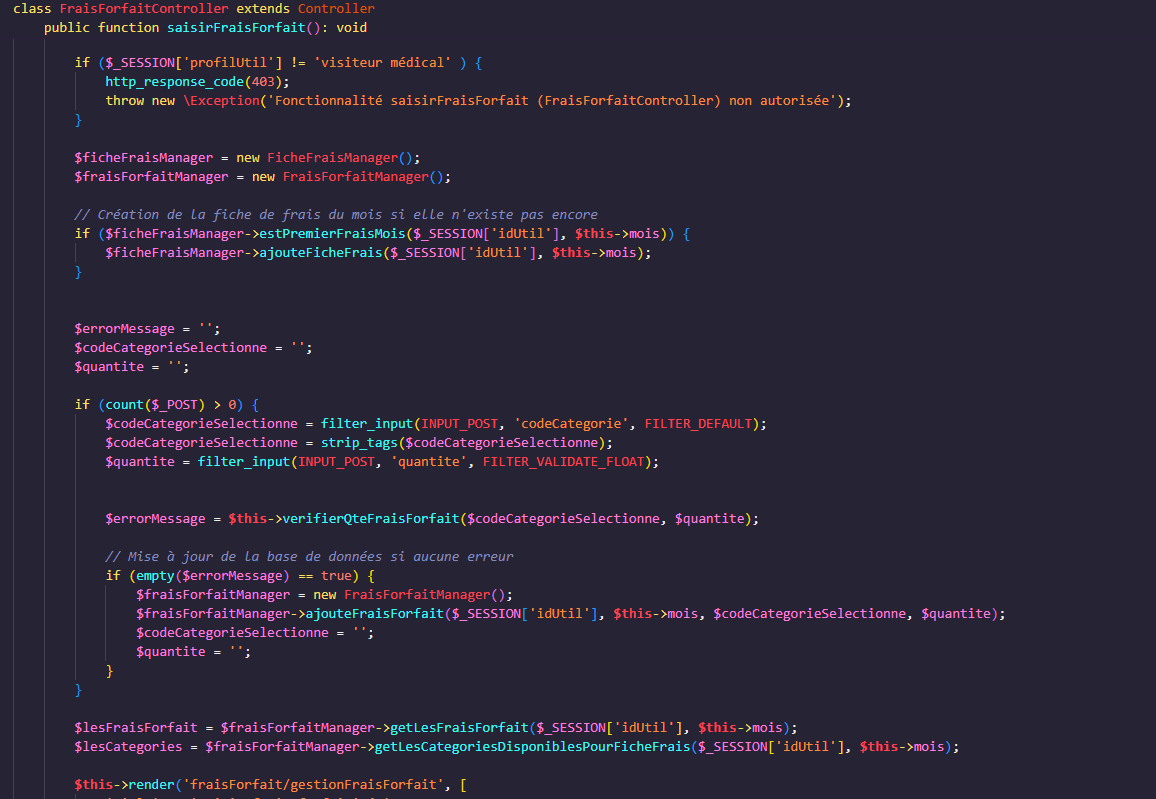 class FraisForfaitController extends Controller
public function saisirFraisForfait(): void
if ($_SESSION['profilUtil'] != 'visiteur médical' ) {
http_response_code(403);
throw new \Exception('Fonctionnalité saisirFraisForfait (FraisForfaitController) non autorisée');
}
$ficheFraisManager = new FicheFraisManager();
$fraisForfaitManager = new FraisForfaitManager();
// Création de la fiche de frais du mois si elle n'existe pas encore
if ($ficheFraisManager->estPremierFraisMois($_SESSION['idUtil'], $this->mois)) {
$ficheFraisManager->ajouteFicheFrais($_SESSION['idUtil'], $this->mois);
}
$errorMessage = '';
$codeCategorieSelectionne = '';
$quantite = '';
if (count($_POST) > 0) {
$codeCategorieSelectionne = filter_input(INPUT_POST, 'codeCategorie', FILTER_DEFAULT);
$codeCategorieSelectionne = strip_tags($codeCategorieSelectionne);
$quantite = filter_input(INPUT_POST, 'quantite', FILTER_VALIDATE_FLOAT);
$errorMessage = $this->verifierQteFraisForfait($codeCategorieSelectionne, $quantite);
// Mise à jour de la base de données si aucune erreur
if (empty($errorMessage) == true) {
$fraisForfaitManager = new FraisForfaitManager();
$fraisForfaitManager->ajouteFraisForfait($_SESSION['idUtil'], $this->mois, $codeCategorieSelectionne, $quantite);
$codeCategorieSelectionne = '';
$quantite = '';
}
}
$lesFraisForfait = $fraisForfaitManager->getLesFraisForfait($_SESSION['idUtil'], $this->mois);
$lesCategories = $fraisForfaitManager->getLesCategoriesDisponiblesPourFicheFrais($_SESSION['idUtil'], $this->mois);
$this->render('fraisForfait/gestionFraisForfait', [